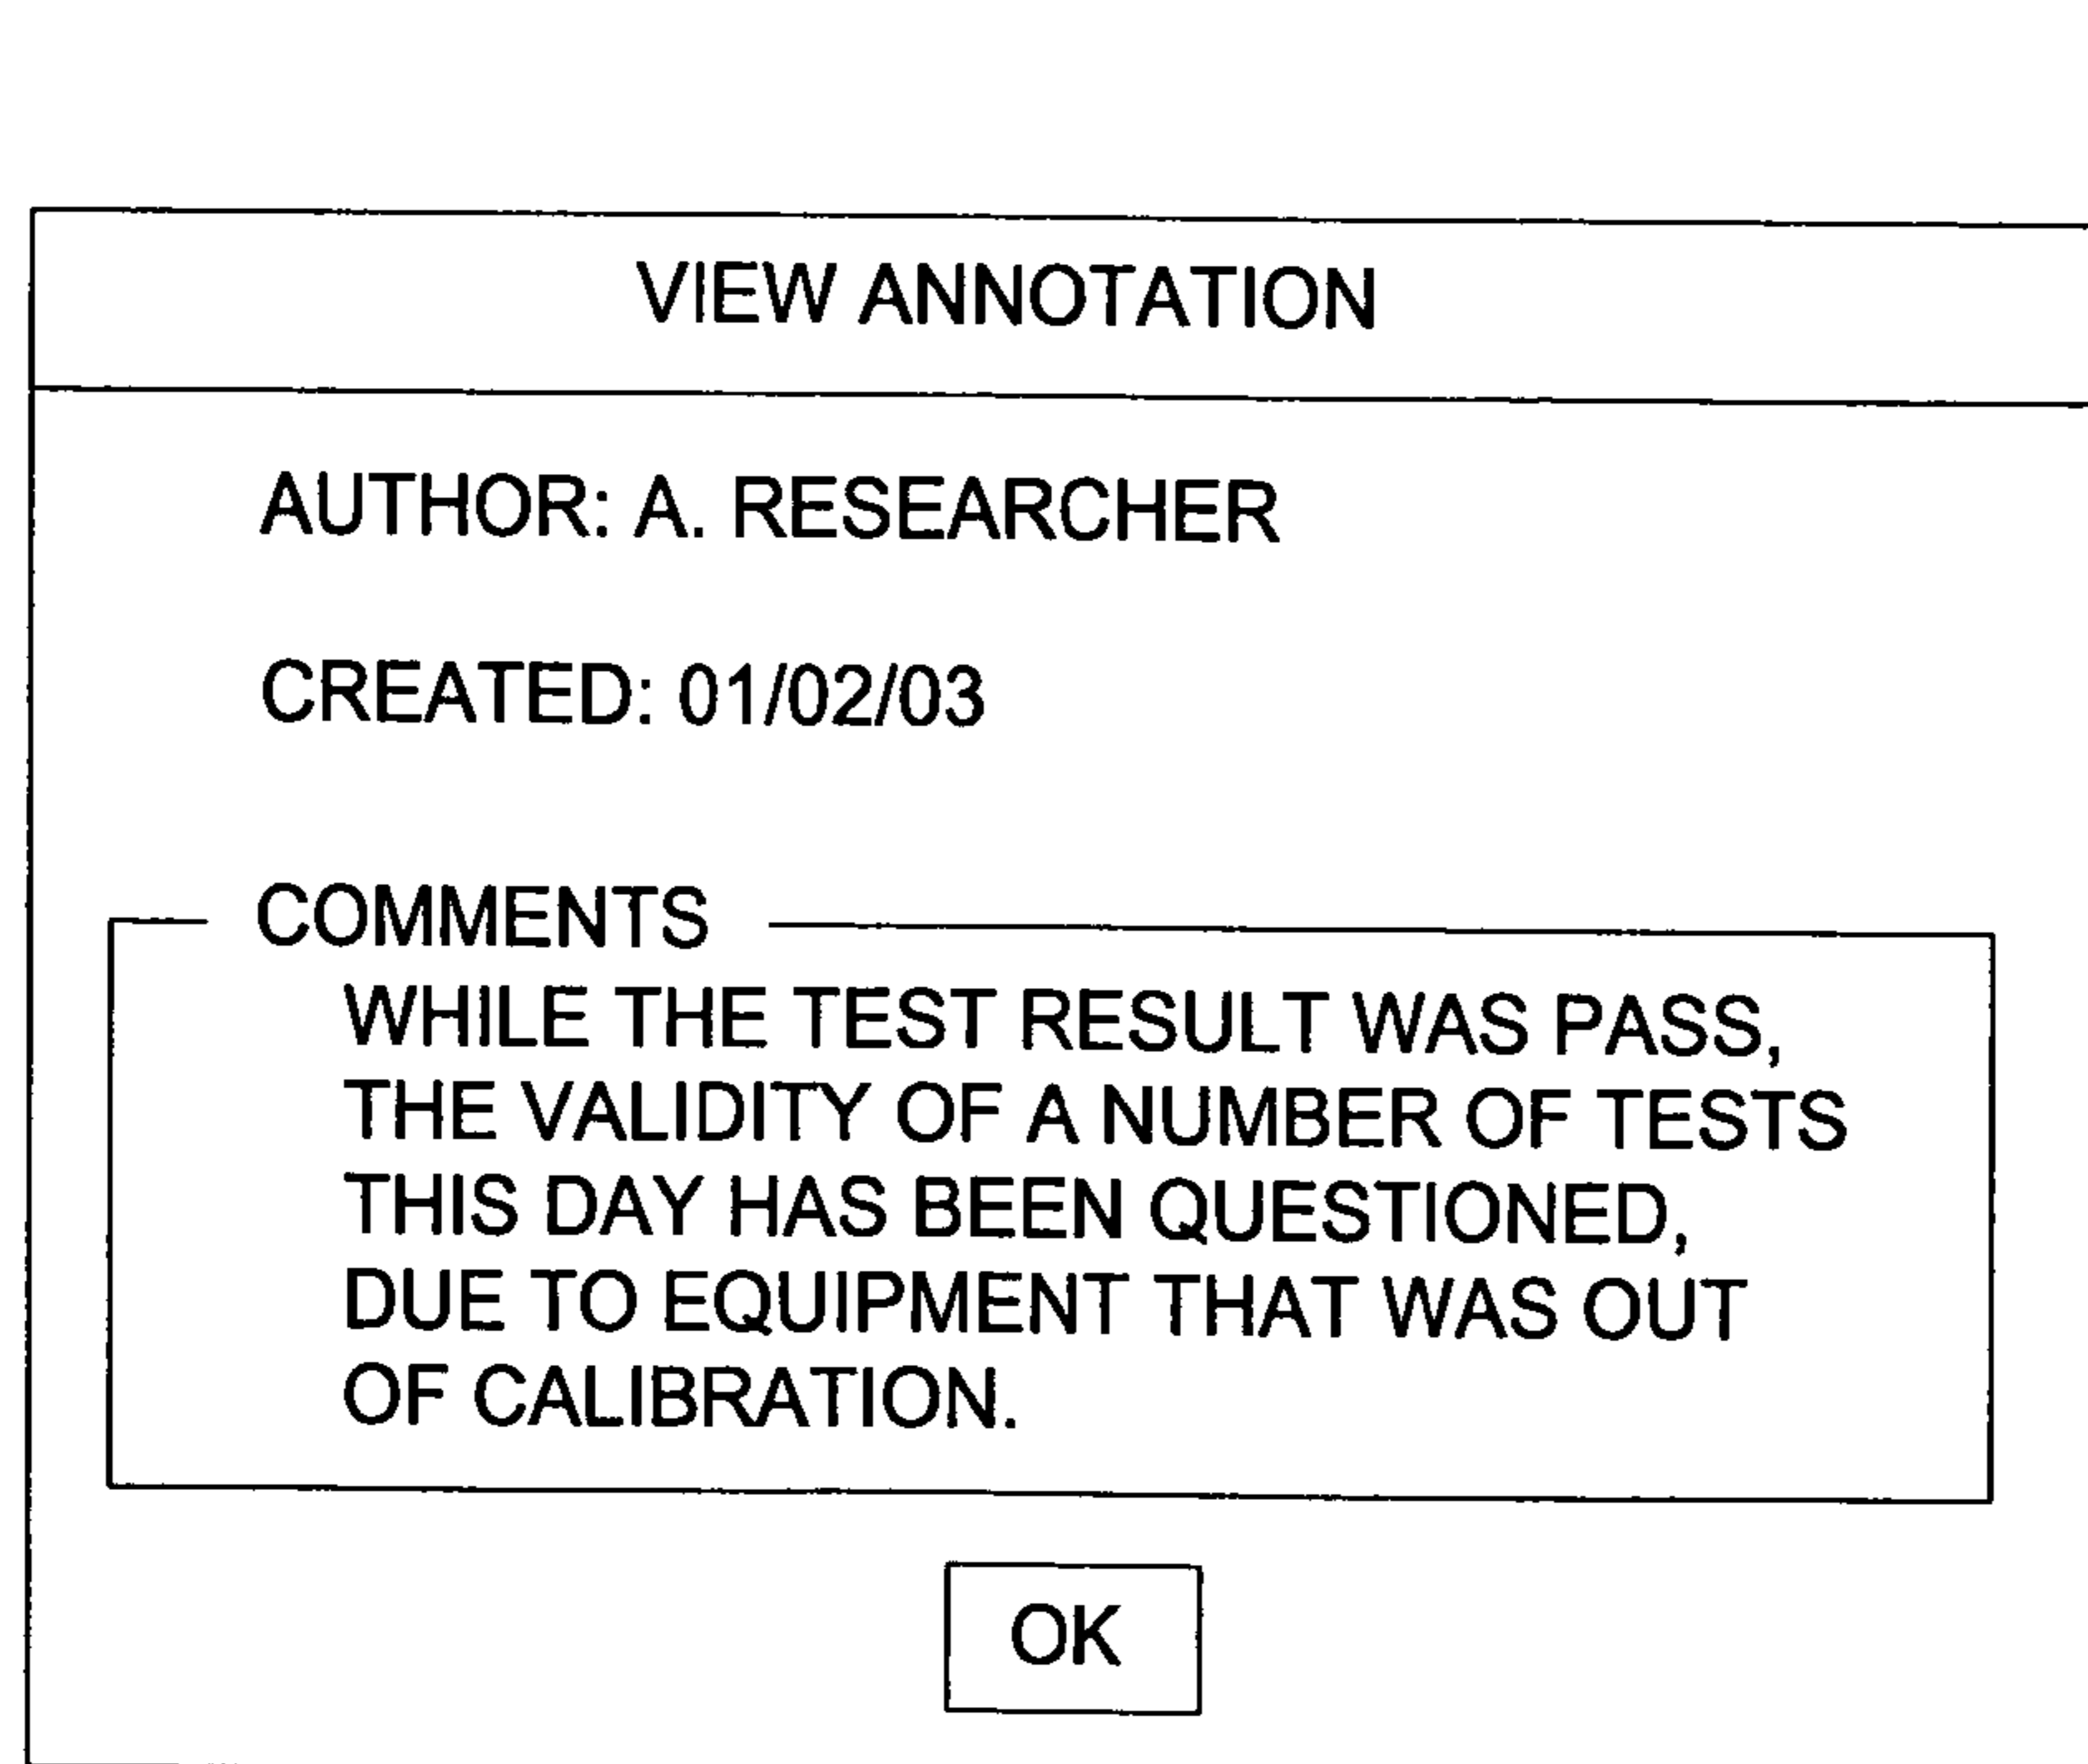 VIEW ANNOTATION
AUTHOR: A. RESEARCHER
CREATED: 01/02/03
COMMENTS
WHILE THE TEST RESULT WAS PASS,
THE VALIDITY OF A NUMBER OF TESTS
THIS DAY HAS BEEN QUESTIONED,
DUE TO EQUIPMENT THAT WAS OUT
OF CALIBRATION.
OK